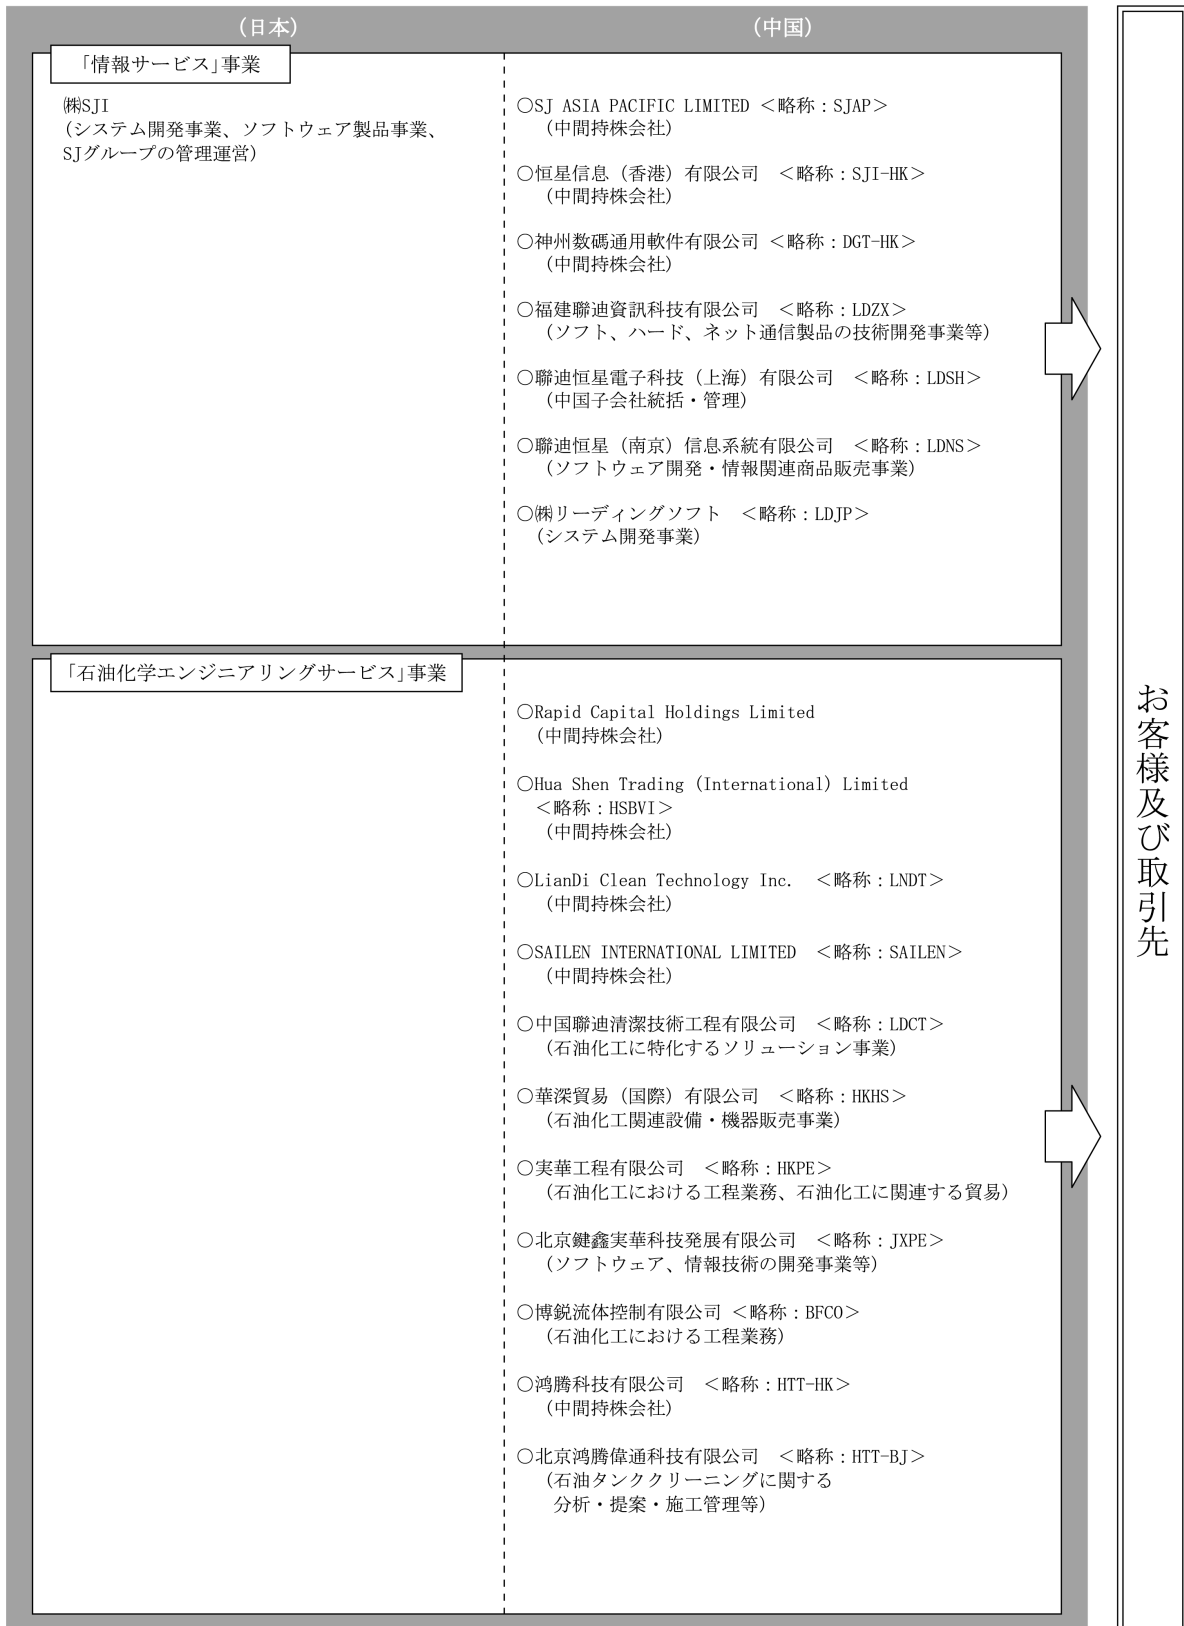 (日本)
(中国)
「情報サービス」事業
㈱SJI
(システム開発事業、ソフトウェア製品事業、
SJグループの管理運営)
○SJ ASIA PACIFIC LIMITED <略称：SJAP>
(中間持株会社)
○恒星信息（香港）有限公司　<略称：SJI-HK>
(中間持株会社)
○神州数碼通用軟件有限公司 <略称：DGT-HK>
(中間持株会社)
○福建聯迪資訊科技有限公司　<略称：LDZX>
(ソフト、ハード、ネット通信製品の技術開発事業等)
○聯迪恒星電子科技（上海）有限公司　<略称：LDSH>
(中国子会社統括・管理)
○聯迪恒星（南京）信息系統有限公司　<略称：LDNS>
(ソフトウェア開発・情報関連商品販売事業)
○㈱リーディングソフト　<略称：LDJP>
(システム開発事業)
「石油化学エンジニアリングサービス」事業
○Rapid Capital Holdings Limited
(中間持株会社)
○Hua Shen Trading (International) Limited
<略称：HSBVI>
(中間持株会社)
○LianDi Clean Technology Inc.　<略称：LNDT>
(中間持株会社)
○SAILEN INTERNATIONAL LIMITED　<略称：SAILEN>
(中間持株会社)
○中国聯迪清潔技術工程有限公司　<略称：LDCT>
(石油化工に特化するソリューション事業)
○華深貿易（国際）有限公司　<略称：HKHS>
(石油化工関連設備・機器販売事業)
○実華工程有限公司　<略称：HKPE>
(石油化工における工程業務、石油化工に関連する貿易)
○北京鍵鑫実華科技発展有限公司　<略称：JXPE>
(ソフトウェア、情報技術の開発事業等)
○博鋭流体控制有限公司 <略称：BFCO>
(石油化工における工程業務)
○鸿腾科技有限公司　<略称：HTT-HK>
(中間持株会社)
○北京鸿腾偉通科技有限公司　<略称：HTT-BJ>
(石油タンククリーニングに関する
分析・提案・施工管理等)
お客様及び取引先